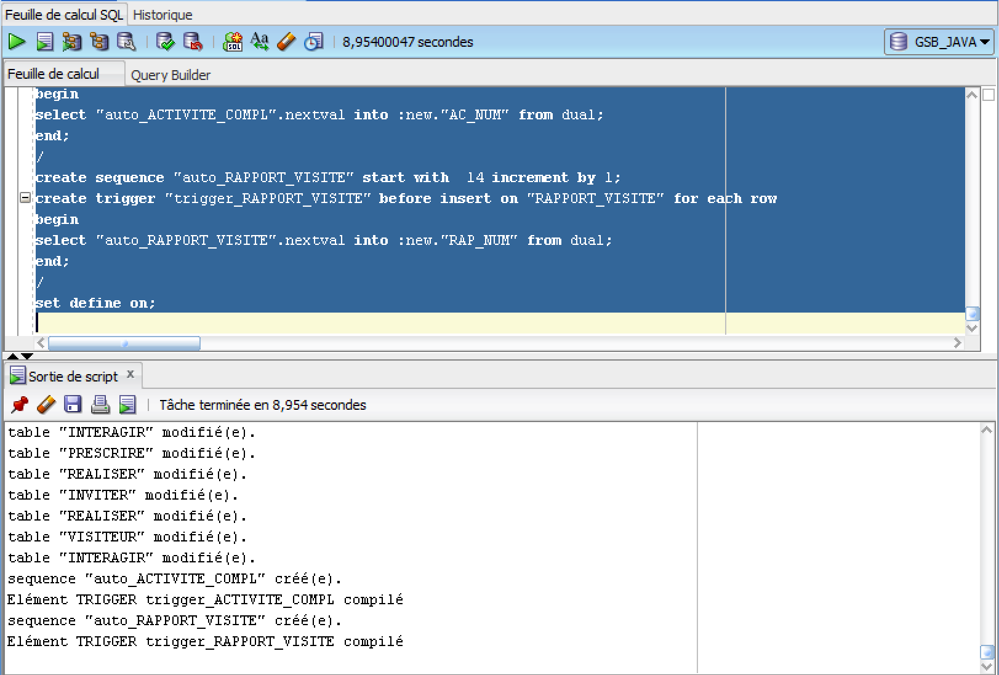 Feuille de calcul SQL Historique
8,95400047 secondes GSB_JAVA
Feuille de calcul Query Builder
begin
select "auto_ACTIVITE_COMPL".nextval into :new."AC_NUM" from dual;
end;
/
create sequence "auto_RAPPORT_VISITE" start with  14 increment by 1;
create trigger "trigger_RAPPORT_VISITE" before insert on "RAPPORT_VISITE" for each row
begin
select "auto_RAPPORT_VISITE".nextval into :new."RAP_NUM" from dual;
end;
/
set define on;
Sortie de script x
Tâche terminée en 8,954 secondes
table "INTERAGIR" modifié(e).
table "PRESCRIRE" modifié(e).
table "REALISER" modifié(e).
table "INVITER" modifié(e).
table "REALISER" modifié(e).
table "VISITEUR" modifié(e).
table "INTERAGIR" modifié(e).
sequence "auto_ACTIVITE_COMPL" créé(e).
Elément TRIGGER trigger_ACTIVITE_COMPL compilé
sequence "auto_RAPPORT_VISITE" créé(e).
Elément TRIGGER trigger_RAPPORT_VISITE compilé